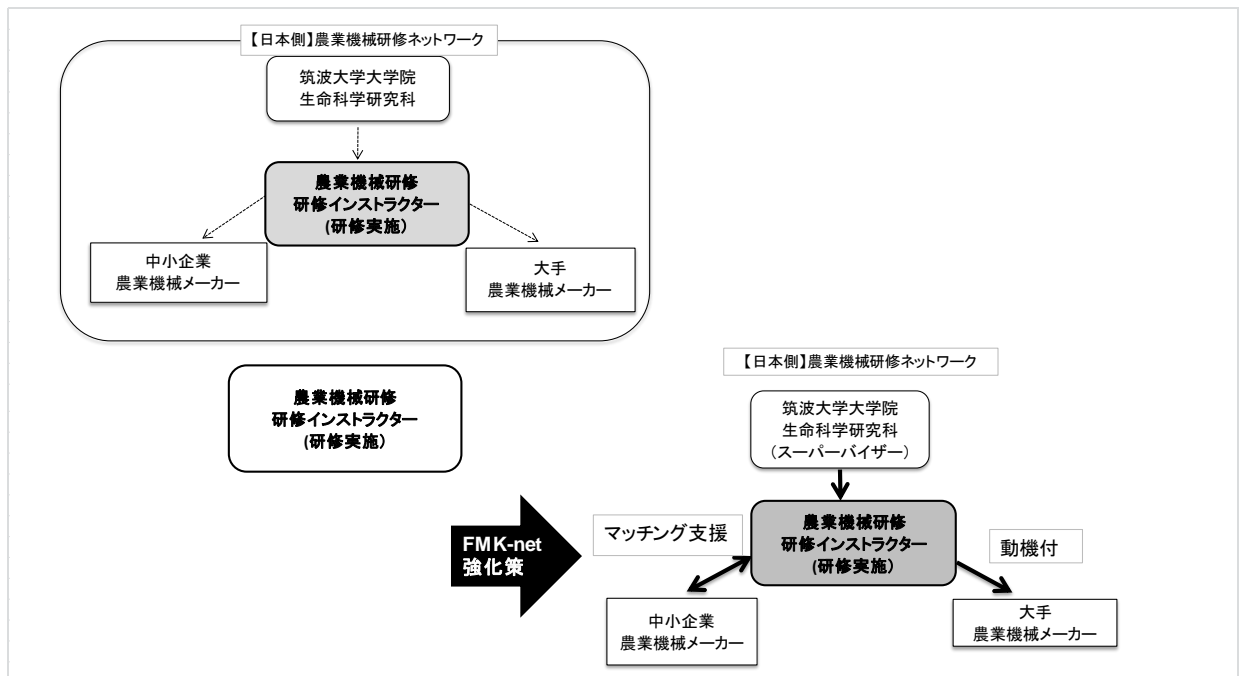 【日本側】農業機械研修ネットワーク
筑波大学大学院
生命科学研究科
農業機械研修
研修インストラクター
(研修実施)
中小企業
農業機械メーカー
大手
農業機械メーカー
農業機械研修
研修インストラクター
(研修実施)
【日本側】農業機械研修ネットワーク
筑波大学大学院
生命科学研究科
（スーパーバイザー）
FMK-net
強化策
マッチング支援
農業機械研修
研修インストラクター
(研修実施)
動機付
中小企業
農業機械メーカー
大手
農業機械メーカー